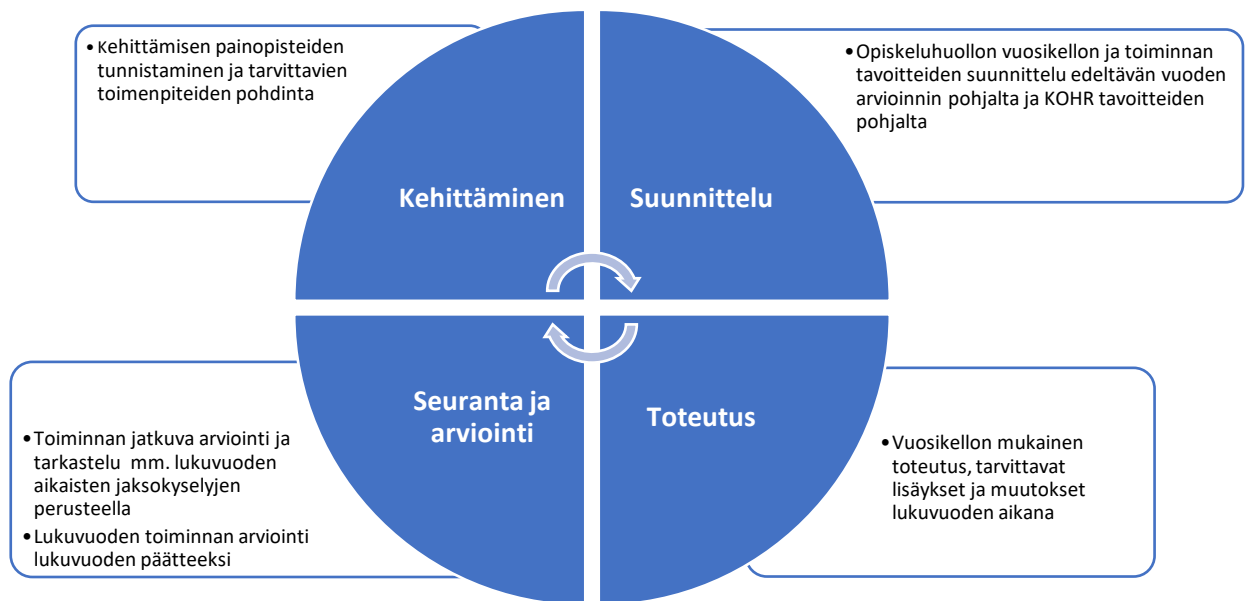 •Kehittämisen painopisteiden
tunnistaminen ja tarvittavien
toimenpiteiden pohdinta
•Opiskeluhuollon vuosikellon ja toiminnan
tavoitteiden suunnittelu edeltävän vuoden
arvioinnin pohjalta ja KOHR tavoitteiden
pohjalta
Kehittäminen
Suunnittelu
Seuranta ja
arviointi
Toteutus
•Toiminnan jatkuva arviointi ja
tarkastelu mm. lukuvuoden
aikaisten jaksokyselyjen
perusteella
•Lukuvuoden toiminnan arviointi
lukuvuoden päätteeksi
•Vuosikellon mukainen
toteutus, tarvittavat
lisäykset ja muutokset
lukuvuoden aikana